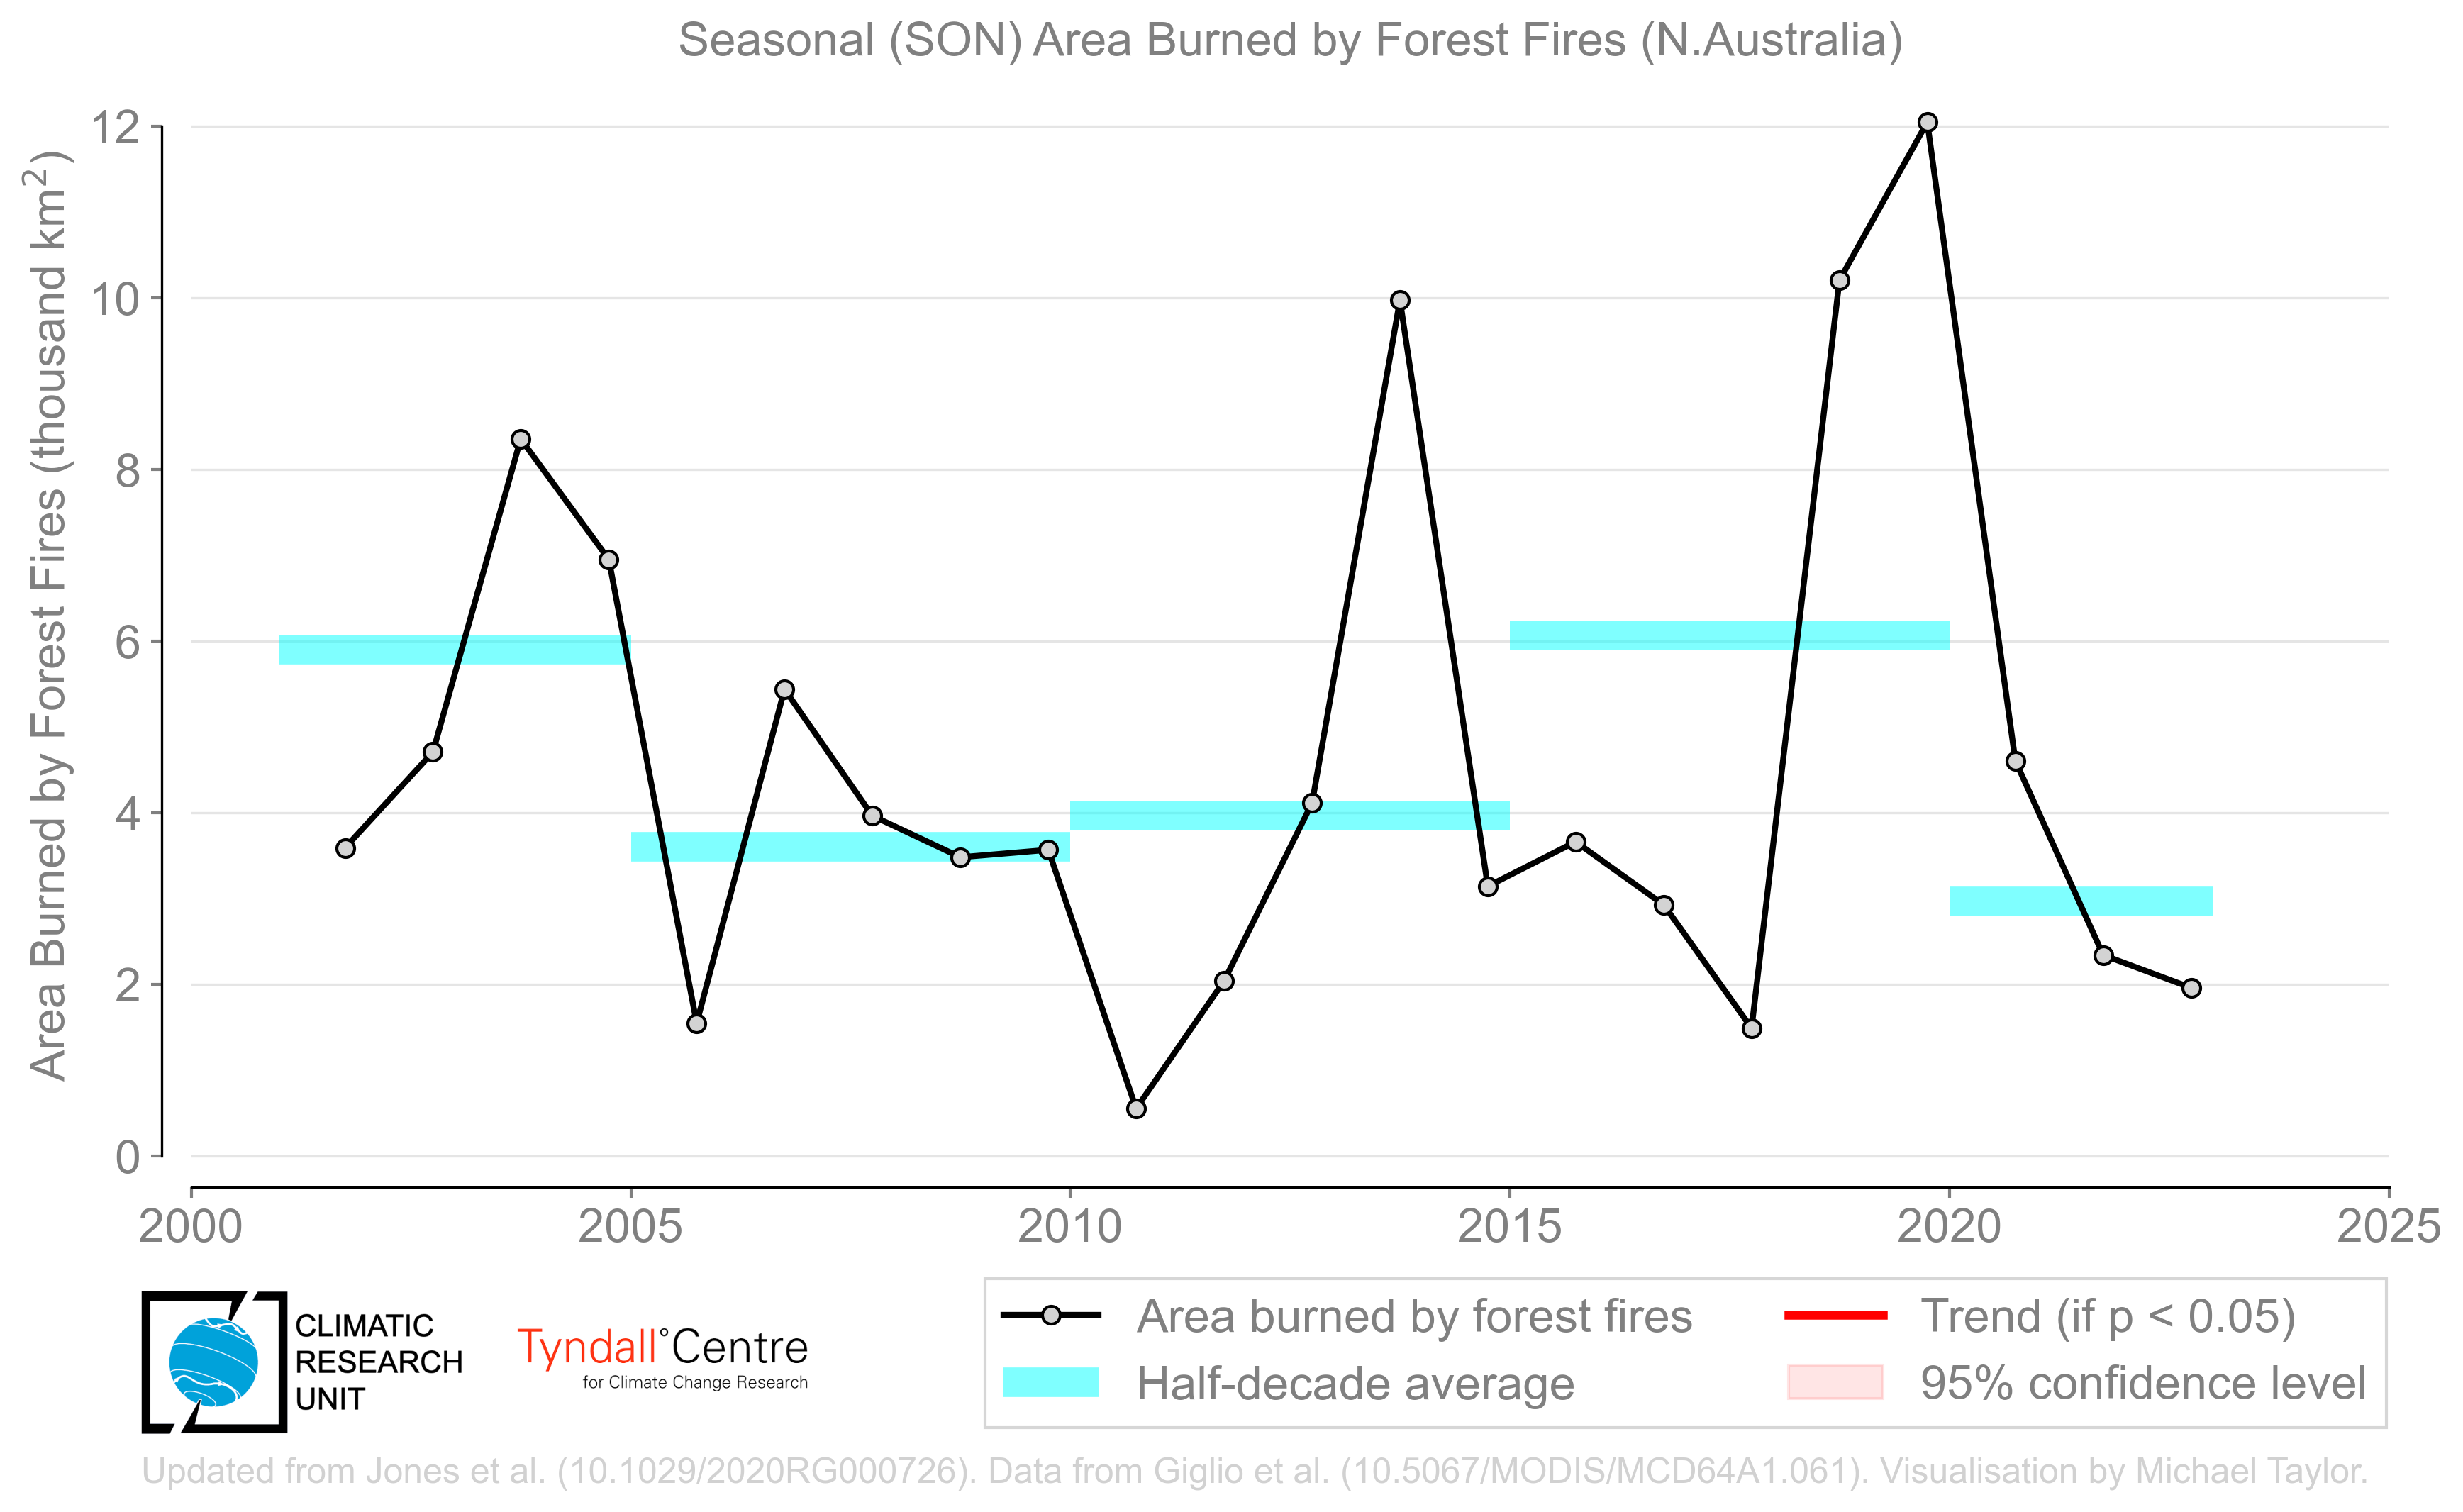 Seasonal (SON) Area Burned by Forest Fires (N.Australia)
Area Burned by Forest Fires (thousand km²)
12
10
8
6
4
2
0
2000 2005 2010 2015 2020 2025
CLIMATIC
RESEARCH
UNIT
Tyndall°Centre
for Climate Change Research
Area burned by forest fires
Half-decade average
Trend (if p < 0.05)
95% confidence level
Updated from Jones et al. (10.1029/2020RG000726). Data from Giglio et al. (10.5067/MODIS/MCD64A1.061). Visualisation by Michael Taylor.